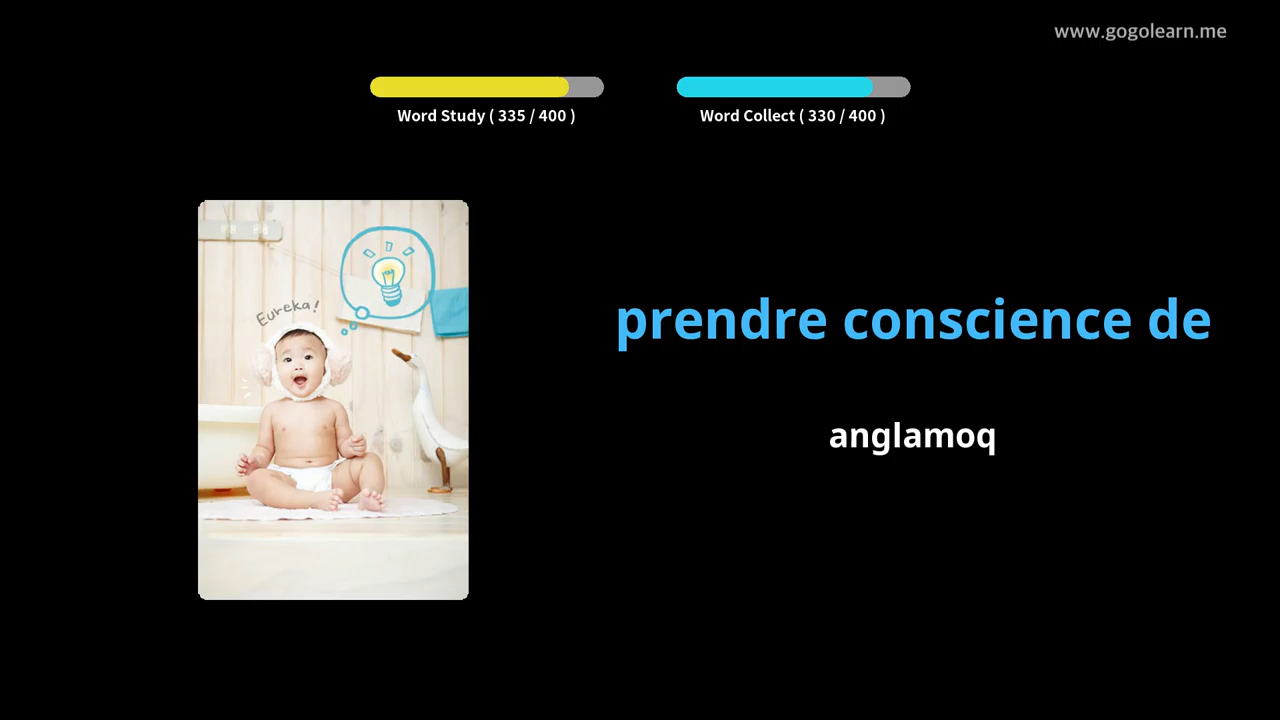 www.gogolearn.me
Word Study ( 335 / 400 )
Word Collect ( 330 / 400 )
Eureka!
prendre conscience de
anglamoq